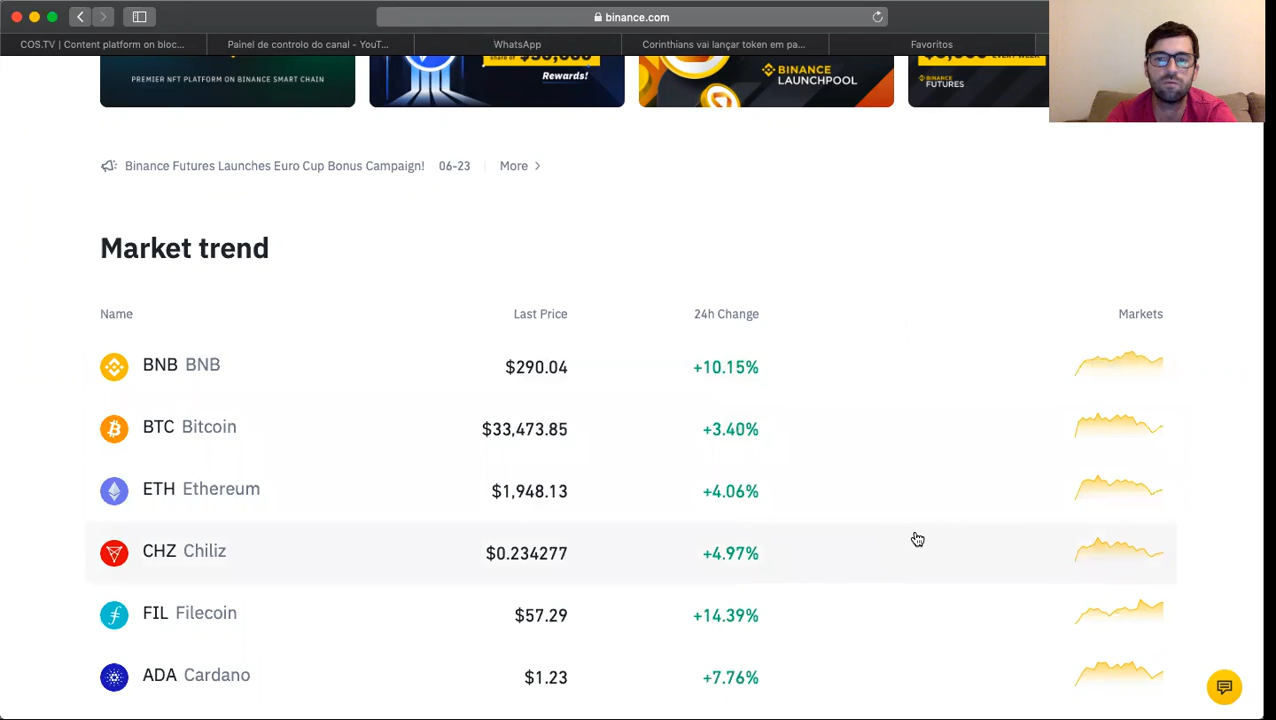 binance.com
COS.TV | Content platform on bloc...
Painel de controlo do canal - YouT...
WhatsApp
Corinthians vai lançar token em pa...
Favoritos
PREMIER NFT PLATFORM ON BINANCE SMART CHAIN
Rewards!
BINANCE
LAUNCHPOOL
BINANCE
FUTURES
Binance Futures Launches Euro Cup Bonus Campaign! 06-23 More
Market trend
Name Last Price 24h Change Markets
BNB BNB $290.04 +10.15%
BTC Bitcoin $33,473.85 +3.40%
ETH Ethereum $1,948.13 +4.06%
CHZ Chiliz $0.234277 +4.97%
FIL Filecoin $57.29 +14.39%
ADA Cardano $1.23 +7.76%